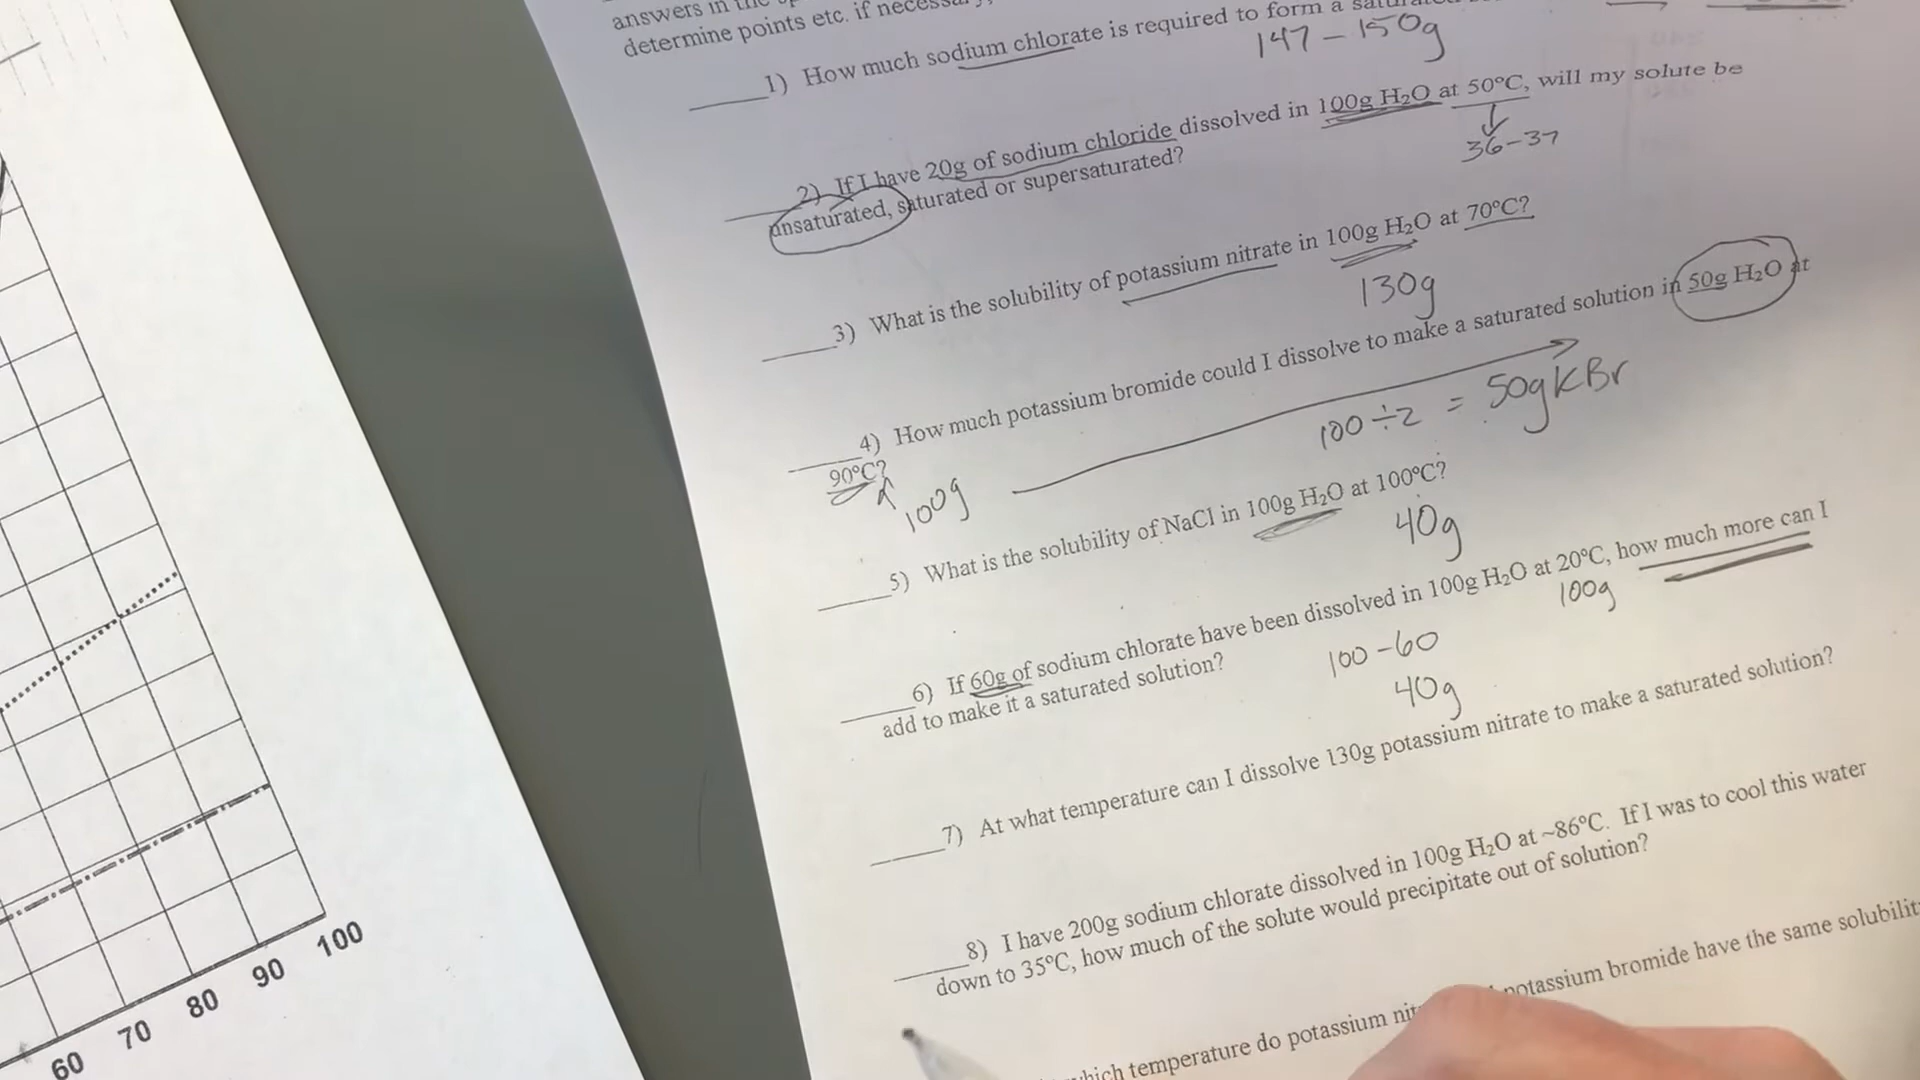 answers in the
determine points etc. if necessary,
1) How much sodium chlorate is required to form a
147-150g
2) If I have 20g of sodium chloride dissolved in 100g H₂O at 50°C, will my solute be
unsaturated, saturated or supersaturated?
36-37
3) What is the solubility of potassium nitrate in 100g H₂O at 70°C?
130g
4) How much potassium bromide could I dissolve to make a saturated solution in 50g H₂O at
90°C?
100g
100÷2 = 50gKBr
5) What is the solubility of NaCl in 100g H₂O at 100°C?
40g
6) If 60g of sodium chlorate have been dissolved in 100g H₂O at 20°C, how much more can I
add to make it a saturated solution?
100g
100-60
40g
7) At what temperature can I dissolve 130g potassium nitrate to make a saturated solution?
8) I have 200g sodium chlorate dissolved in 100g H₂O at ~86°C. If I was to cool this water
down to 35°C, how much of the solute would precipitate out of solution?
which temperature do potassium potassium bromide have the same
60 70 80 90 100